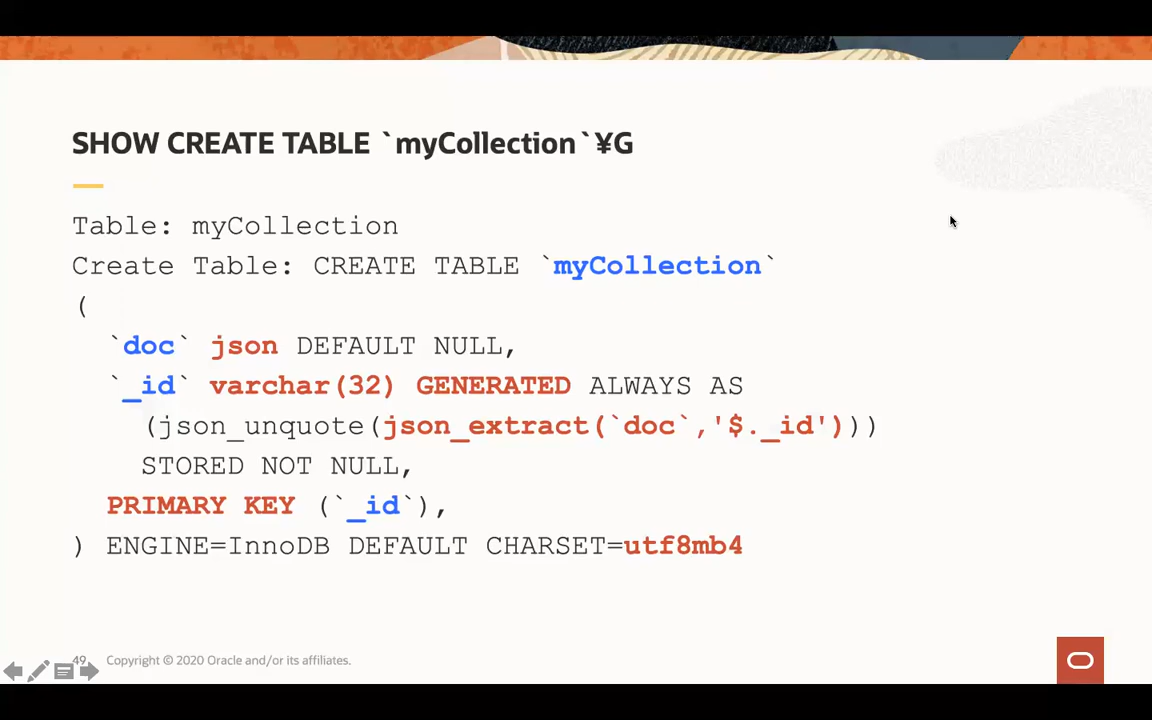 SHOW CREATE TABLE `myCollection`¥G
Table: myCollection
Create Table: CREATE TABLE `myCollection`
(
`doc` json DEFAULT NULL,
`_id` varchar(32) GENERATED ALWAYS AS
(json_unquote(json_extract(`doc`,'$._id')))
STORED NOT NULL,
PRIMARY KEY (`_id`),
) ENGINE=InnoDB DEFAULT CHARSET=utf8mb4
49 Copyright © 2020 Oracle and/or its affiliates.